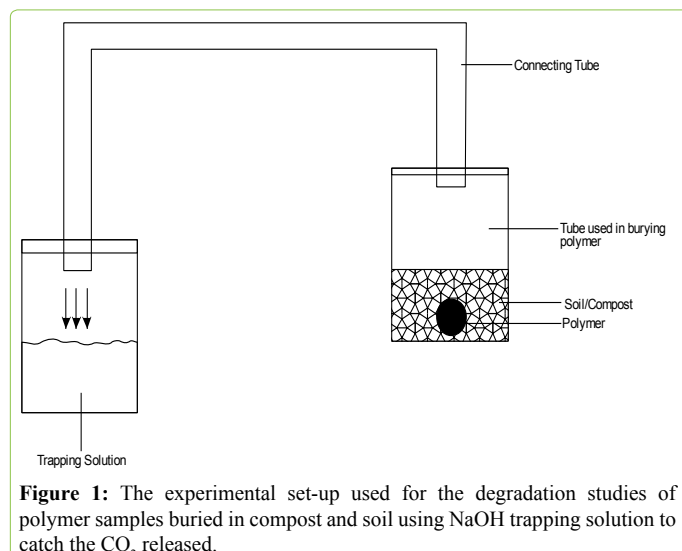 Connecting Tube
Tube used in burying
polymer
Soil/Compost
Polymer
Trapping Solution
Figure 1: The experimental set-up used for the degradation studies of
polymer samples buried in compost and soil using NaOH trapping solution to
catch the CO₂ released.